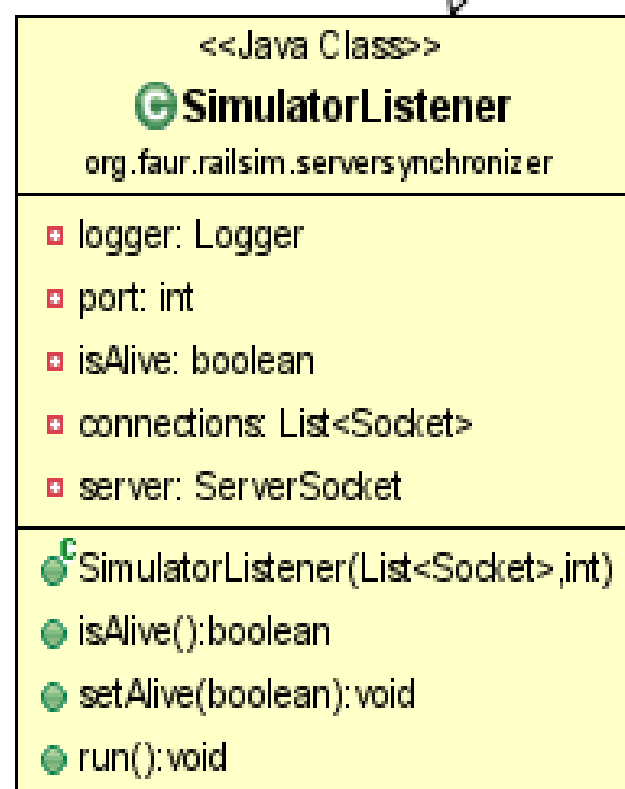 <<Java Class>>
C SimulatorListener
org.faur.railsim.serversynchronizer
logger: Logger
port: int
isAlive: boolean
connections: List<Socket>
server: ServerSocket
C SimulatorListener(List<Socket>,int)
isAlive():boolean
setAlive(boolean):void
run():void